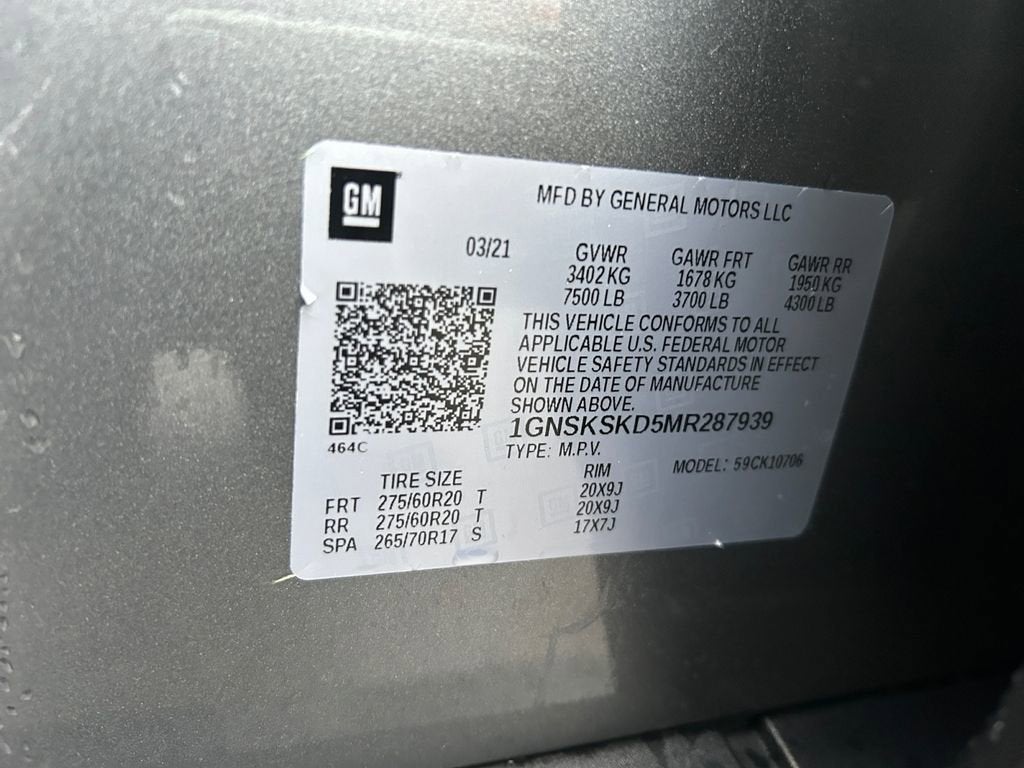 GM
MFD BY GENERAL MOTORS LLC
03/21 GVWR GAWR FRT GAWR RR
3402 KG 1678 KG 1950 KG
7500 LB 3700 LB 4300 LB
THIS VEHICLE CONFORMS TO ALL
APPLICABLE U.S. FEDERAL MOTOR
VEHICLE SAFETY STANDARDS IN EFFECT
ON THE DATE OF MANUFACTURE
SHOWN ABOVE.
1GNSKSKD5MR287939
464C
TYPE: M.P.V. MODEL: 59CK10706
TIRE SIZE RIM
FRT 275/60R20 T 20X9J
RR 275/60R20 T 20X9J
SPA 265/70R17 S 17X7J